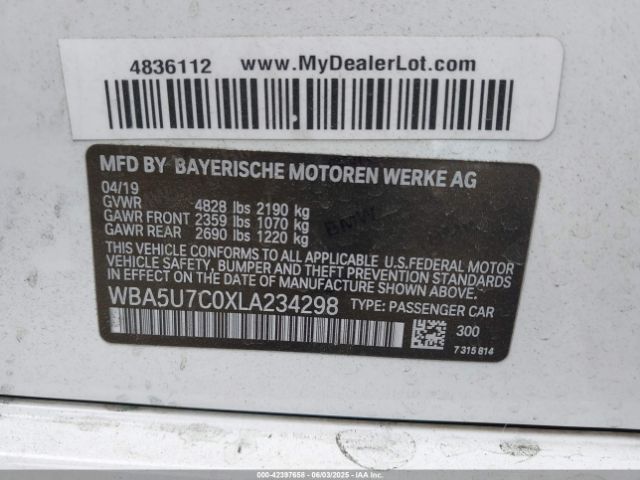 4836112 www.MyDealerLot.com
MFD BY BAYERISCHE MOTOREN WERKE AG
04/19
GVWR 4828 lbs 2190 kg
GAWR FRONT 2359 lbs 1070 kg
GAWR REAR 2690 lbs 1220 kg
BMW
THIS VEHICLE CONFORMS TO ALL APPLICABLE U.S.FEDERAL MOTOR
VEHICLE SAFETY, BUMPER AND THEFT PREVENTION STANDARDS
IN EFFECT ON THE DATE OF MANUFACTURE SHOWN ABOVE.
WBA5U7C0XLA234298 TYPE: PASSENGER CAR
300
7 315 814
000-42397658 - 06/03/2025 - COPYRIGHT IAA, LLC